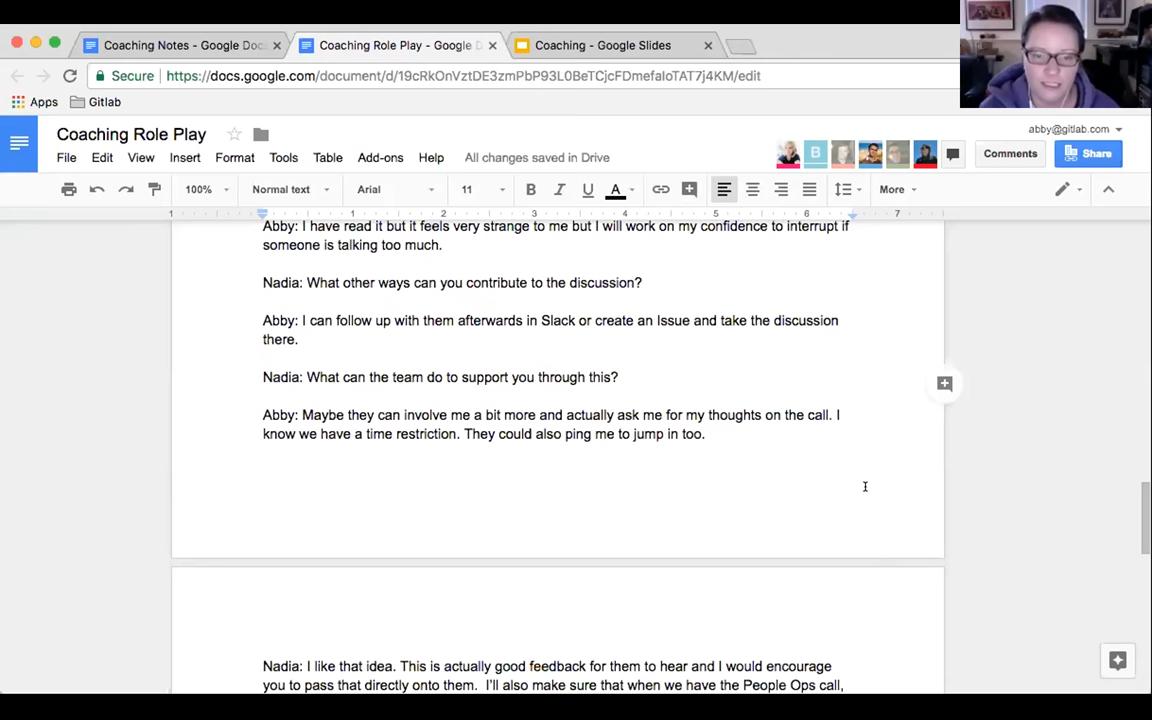 Coaching Notes - Google Doc
Coaching Role Play - Google D
Coaching - Google Slides
Secure
https://docs.google.com/document/d/19cRkOnVztDE3zmPbP93L0BeTCjcFDmefaIoTAT7j4KM/edit
Apps
Gitlab
Coaching Role Play
abby@gitlab.com
File Edit View Insert Format Tools Table Add-ons Help All changes saved in Drive
B
Comments
Share
100% Normal text Arial 11 B I U A More
1 1 2 3 4 5 6 7
Abby: I have read it but it feels very strange to me but I will work on my confidence to interrupt if
someone is talking too much.
Nadia: What other ways can you contribute to the discussion?
Abby: I can follow up with them afterwards in Slack or create an Issue and take the discussion
there.
Nadia: What can the team do to support you through this?
Abby: Maybe they can involve me a bit more and actually ask me for my thoughts on the call. I
know we have a time restriction. They could also ping me to jump in too.
Nadia: I like that idea. This is actually good feedback for them to hear and I would encourage
you to pass that directly onto them.  I'll also make sure that when we have the People Ops call,